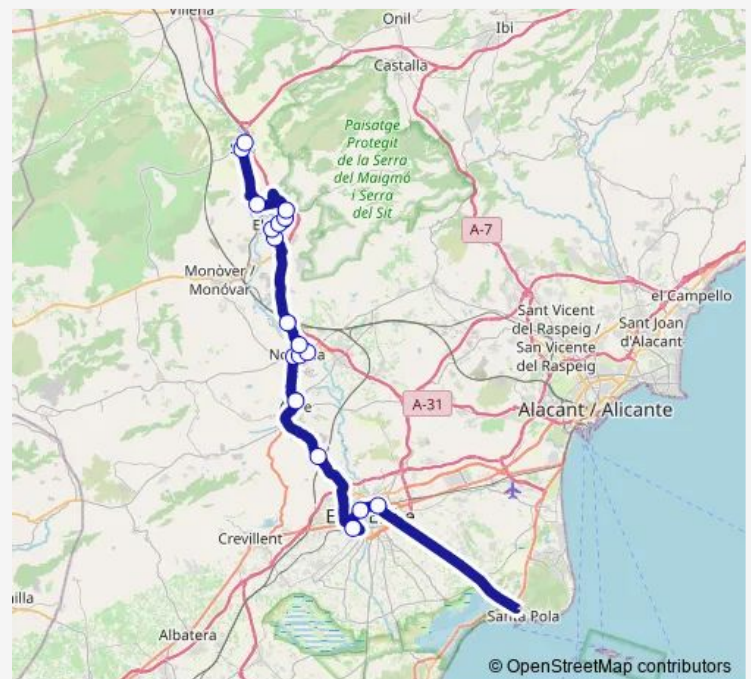 Villena
Onil
Ibi
Castalla
Paisatge
Protegit
de la Serra
del Maigmó
i Serra
del Sit
A-7
Monòver /
Monóvar
el Campello
Sant Vicent
del Raspeig /
San Vicente
del Raspeig
Sant Joan
d'Alacant
A-31
Alacant / Alicante
Crevillent
Santa Pola
Albatera
© OpenStreetMap contributors